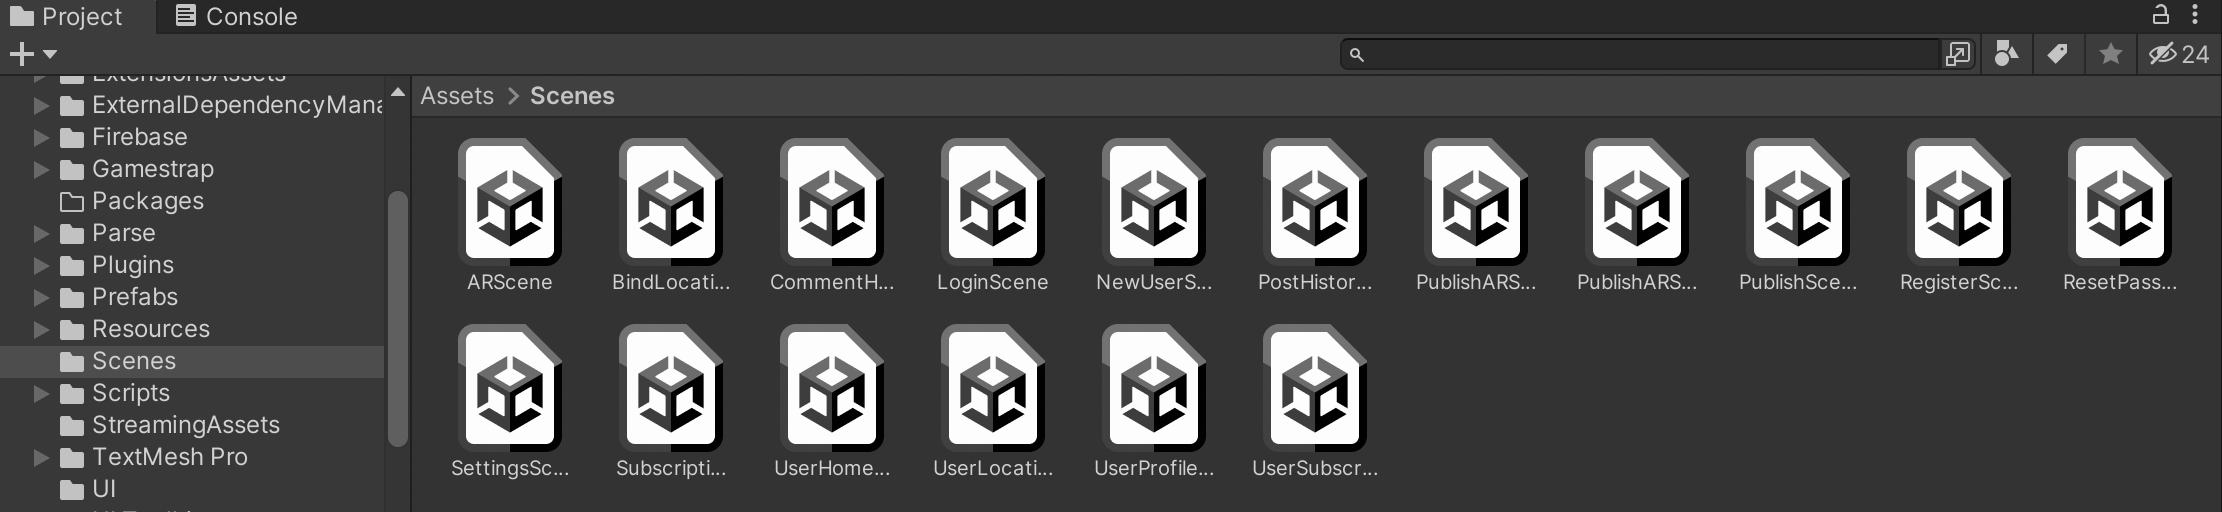 Project
Console
24
ExtensionsAssets
ExternalDependencyMana
Firebase
Gamestrap
Packages
Parse
Plugins
Prefabs
Resources
Scenes
Scripts
StreamingAssets
TextMesh Pro
UI
Assets > Scenes
ARScene BindLocati... CommentH... LoginScene NewUserS... PostHistor... PublishARS... PublishARS... PublishSce... RegisterSc... ResetPass...
SettingsSc... Subscripti... UserHome... UserLocati... UserProfile... UserSubscr...